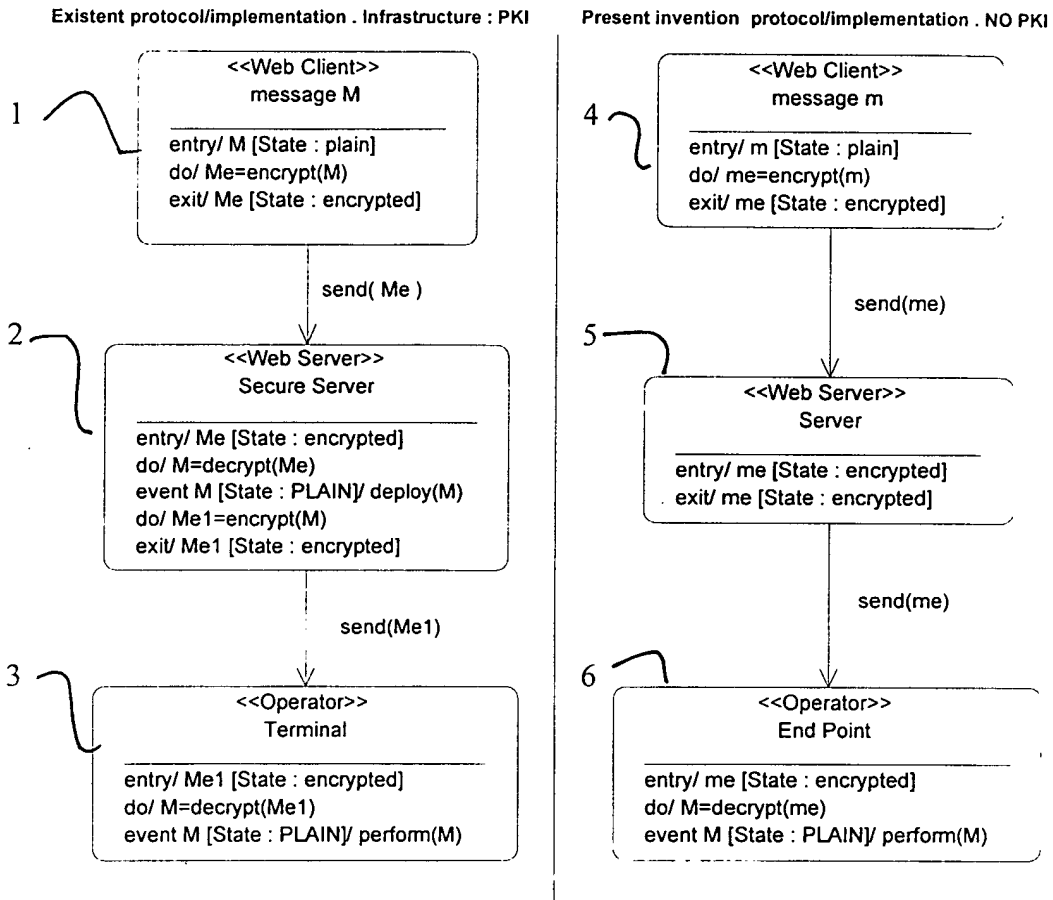 Existent protocol/implementation . Infrastructure : PKI
1
<<Web Client>>
message M
entry/ M [State : plain]
do/ Me=encrypt(M)
exit/ Me [State : encrypted]
send( Me )
2
<<Web Server>>
Secure Server
entry/ Me [State : encrypted]
do/ M=decrypt(Me)
event M [State : PLAIN]/ deploy(M)
do/ Me1=encrypt(M)
exit/ Me1 [State : encrypted]
send(Me1)
3
<<Operator>>
Terminal
entry/ Me1 [State : encrypted]
do/ M=decrypt(Me1)
event M [State : PLAIN]/ perform(M)
Present invention protocol/implementation . NO PKI
4
<<Web Client>>
message m
entry/ m [State : plain]
do/ me=encrypt(m)
exit/ me [State : encrypted]
send(me)
5
<<Web Server>>
Server
entry/ me [State : encrypted]
exit/ me [State : encrypted]
send(me)
6
<<Operator>>
End Point
entry/ me [State : encrypted]
do/ M=decrypt(me)
event M [State : PLAIN]/ perform(M)